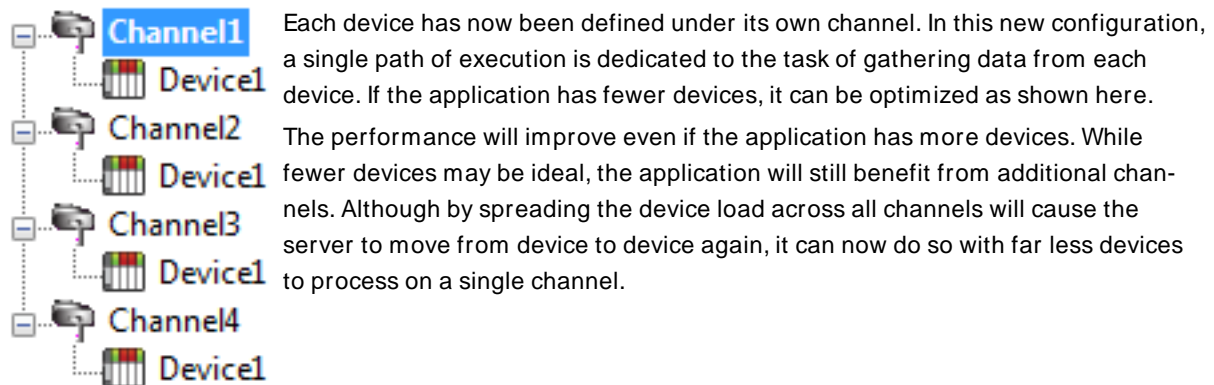 Channel1
Device1
Channel2
Device1
Channel3
Device1
Channel4
Device1
Each device has now been defined under its own channel. In this new configuration,
a single path of execution is dedicated to the task of gathering data from each
device. If the application has fewer devices, it can be optimized as shown here.
The performance will improve even if the application has more devices. While
fewer devices may be ideal, the application will still benefit from additional chan-
nels. Although by spreading the device load across all channels will cause the
server to move from device to device again, it can now do so with far less devices
to process on a single channel.